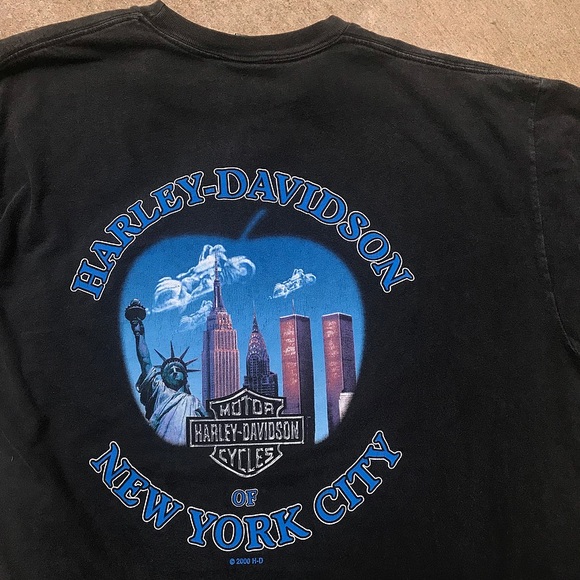 HARLEY-DAVIDSON
MOTOR
HARLEY-DAVIDSON
CYCLES
OF
NEW YORK CITY
© 2000 H-D